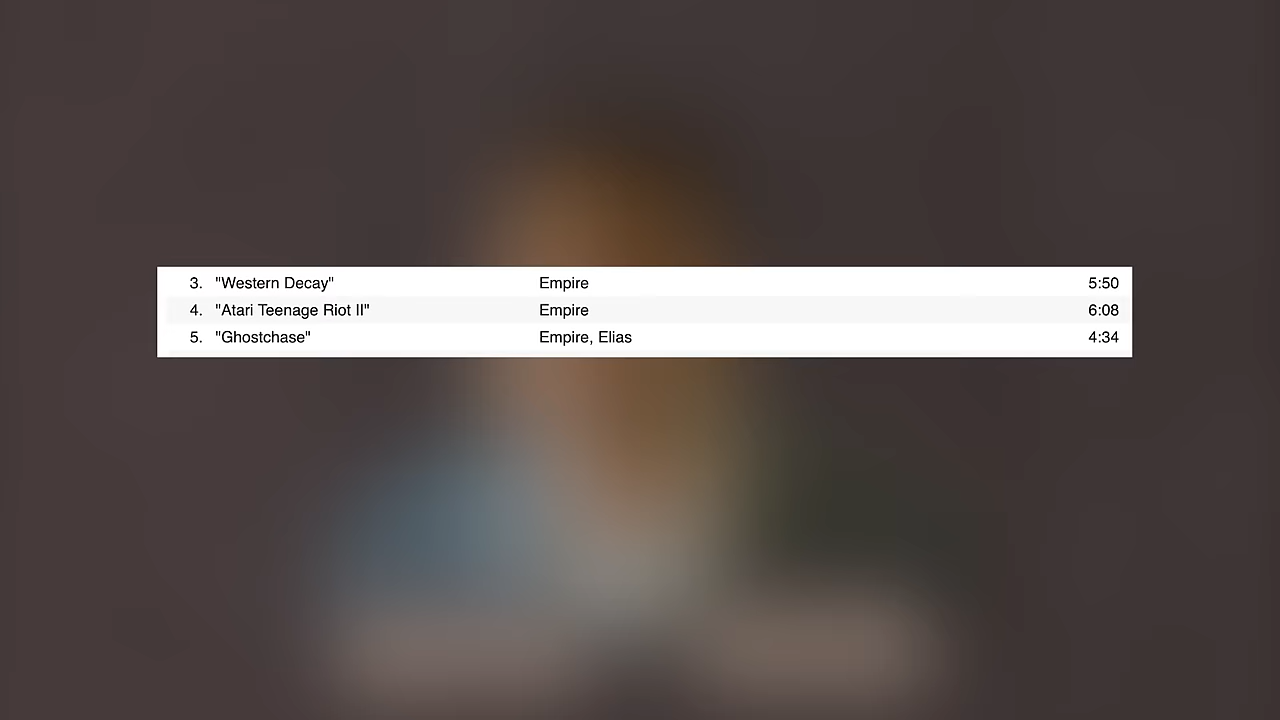 3. "Western Decay" Empire 5:50
4. "Atari Teenage Riot II" Empire 6:08
5. "Ghostchase" Empire, Elias 4:34